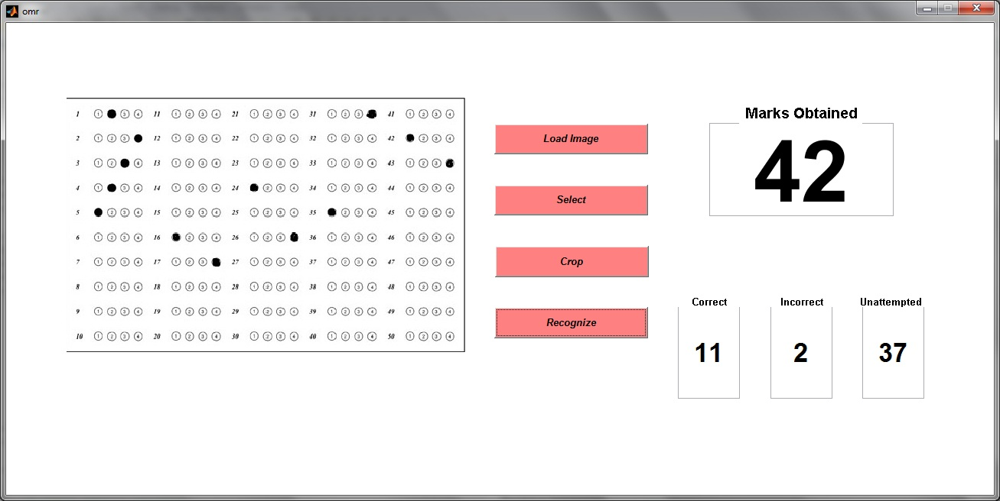 omr
1 1 3 4 11 1 2 3 4 21 1 2 3 4 31 1 2 3 41 1 2 3 4
2 1 2 3 12 1 2 3 4 22 1 2 3 4 32 1 2 3 4 42 2 3 4
3 1 2 4 13 1 2 3 4 23 1 2 3 4 33 1 2 3 4 43 1 2 3
4 1 3 4 14 1 2 3 4 24 2 3 4 34 1 2 3 4 44 1 2 3 4
5 2 3 4 15 1 2 3 4 25 1 2 3 4 35 2 3 4 45 1 2 3 4
6 1 2 3 4 16 2 3 4 26 1 2 3 36 1 2 3 4 46 1 2 3 4
7 1 2 3 4 17 1 2 3 27 1 2 3 4 37 1 2 3 4 47 1 2 3 4
8 1 2 3 4 18 1 2 3 4 28 1 2 3 4 38 1 2 3 4 48 1 2 3 4
9 1 2 3 4 19 1 2 3 4 29 1 2 3 4 39 1 2 3 4 49 1 2 3 4
10 1 2 3 4 20 1 2 3 4 30 1 2 3 4 40 1 2 3 4 50 1 2 3 4
Load Image
Select
Crop
Recognize
Marks Obtained
42
Correct Incorrect Unattempted
11 2 37